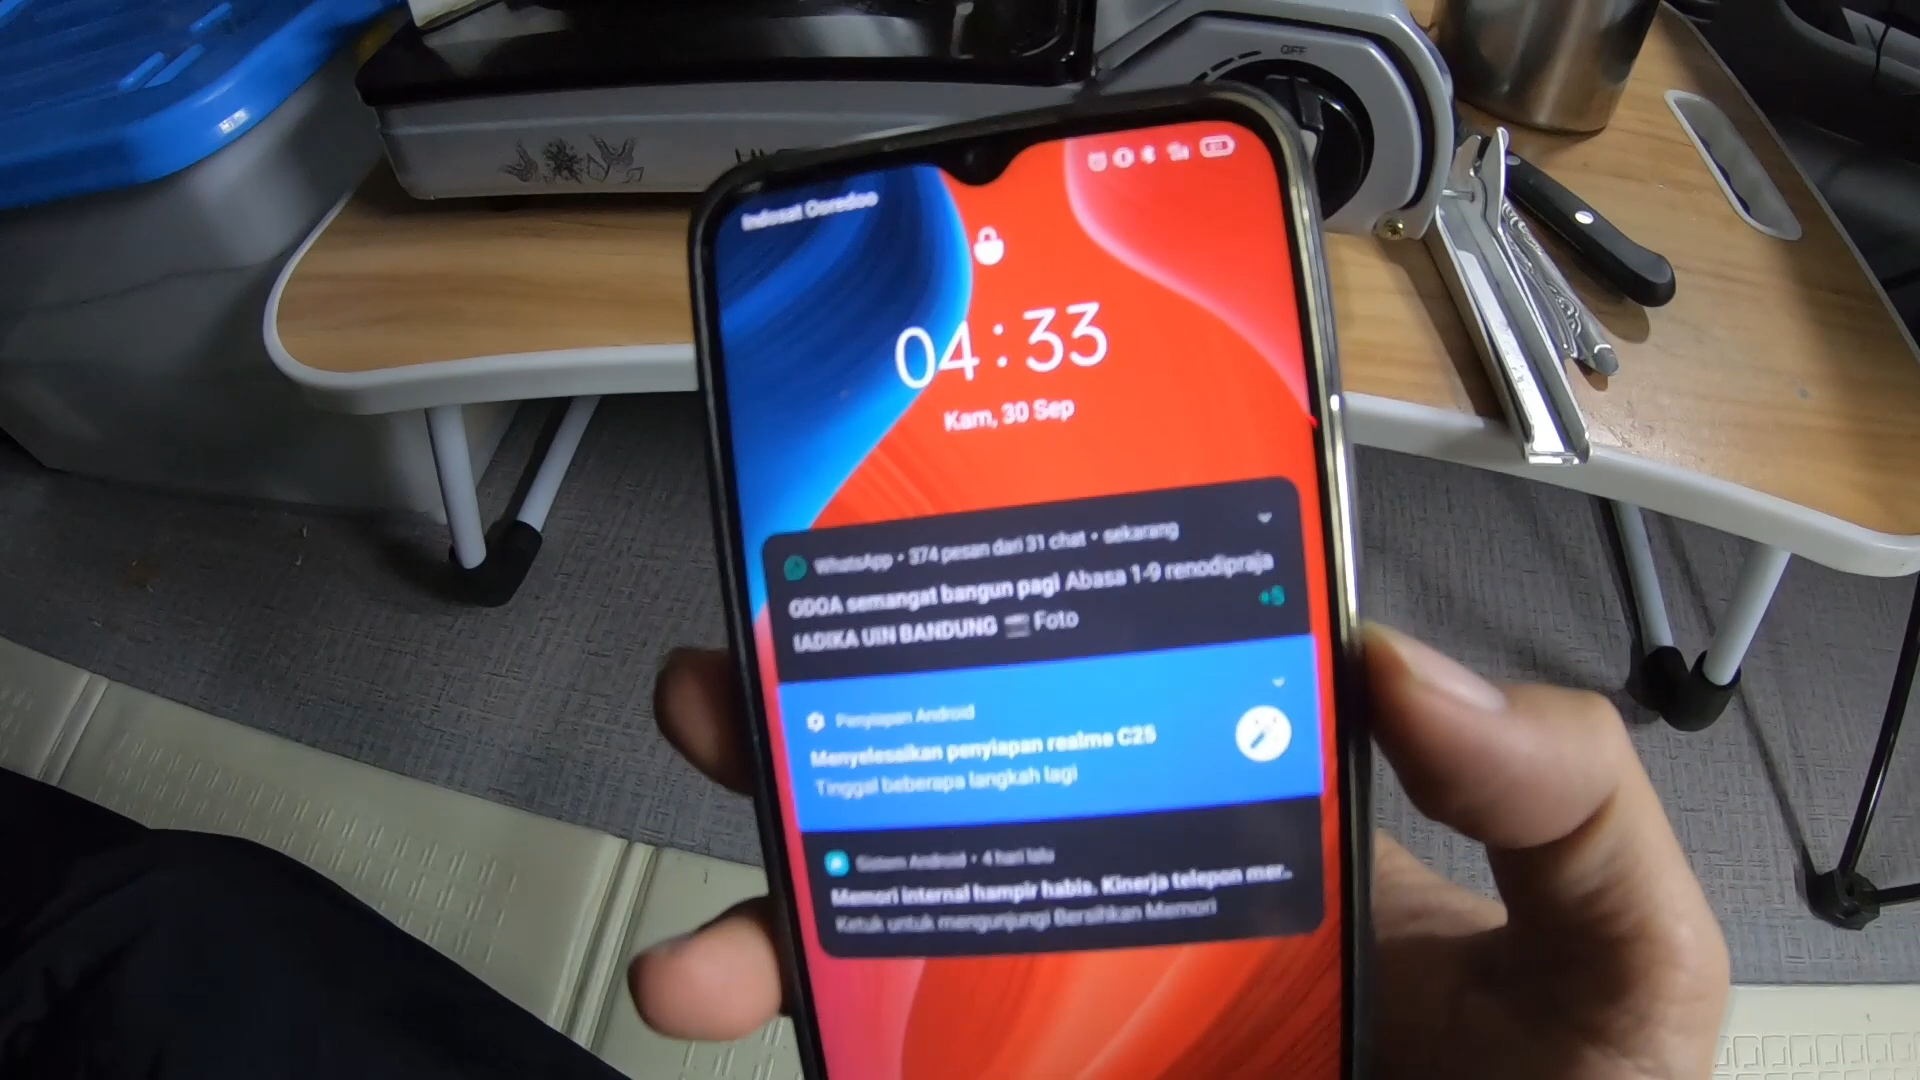 OFF
Indosat Ooredoo
04:33
Kam, 30 Sep
WhatsApp • 374 pesan dari 31 chat • sekarang
ODOA semangat bangun pagi Abasa 1-9 renodipraja
IADIKA UIN BANDUNG Foto
+5
Penyiapan Android
Menyelesaikan penyiapan realme C25
Tinggal beberapa langkah lagi
Sistem Android • 4 hari lalu
Memori internal hampir habis. Kinerja telepon mer..
Ketuk untuk mengunjungi Bersihkan Memori